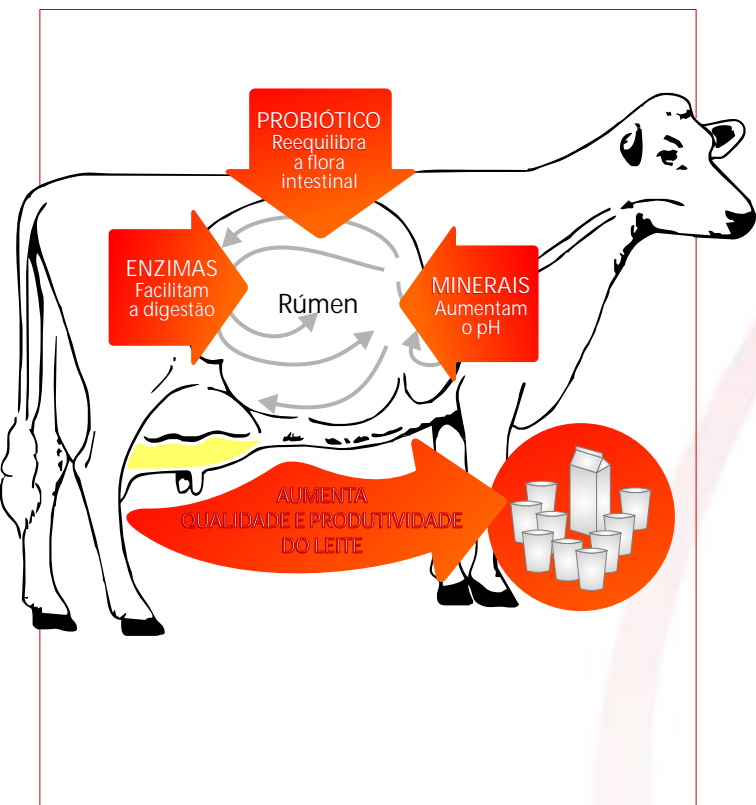 PROBIÓTICO
Reequilibra
a flora
intestinal
ENZIMAS
Facilitam
a digestão
Rúmen
MINERAIS
Aumentam
o pH
AUMENTA
QUALIDADE E PRODUTIVIDADE
DO LEITE